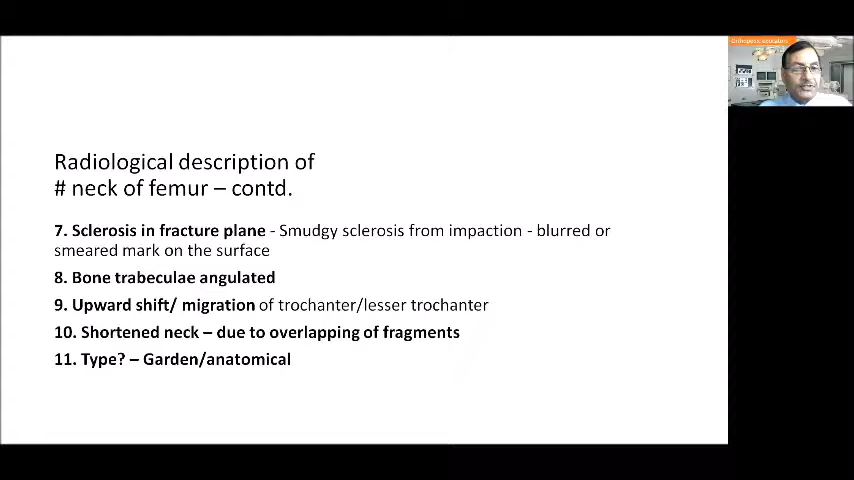 Orthopedic educators
Radiological description of
# neck of femur – contd.
7. Sclerosis in fracture plane - Smudgy sclerosis from impaction - blurred or
smeared mark on the surface
8. Bone trabeculae angulated
9. Upward shift/ migration of trochanter/lesser trochanter
10. Shortened neck – due to overlapping of fragments
11. Type? – Garden/anatomical